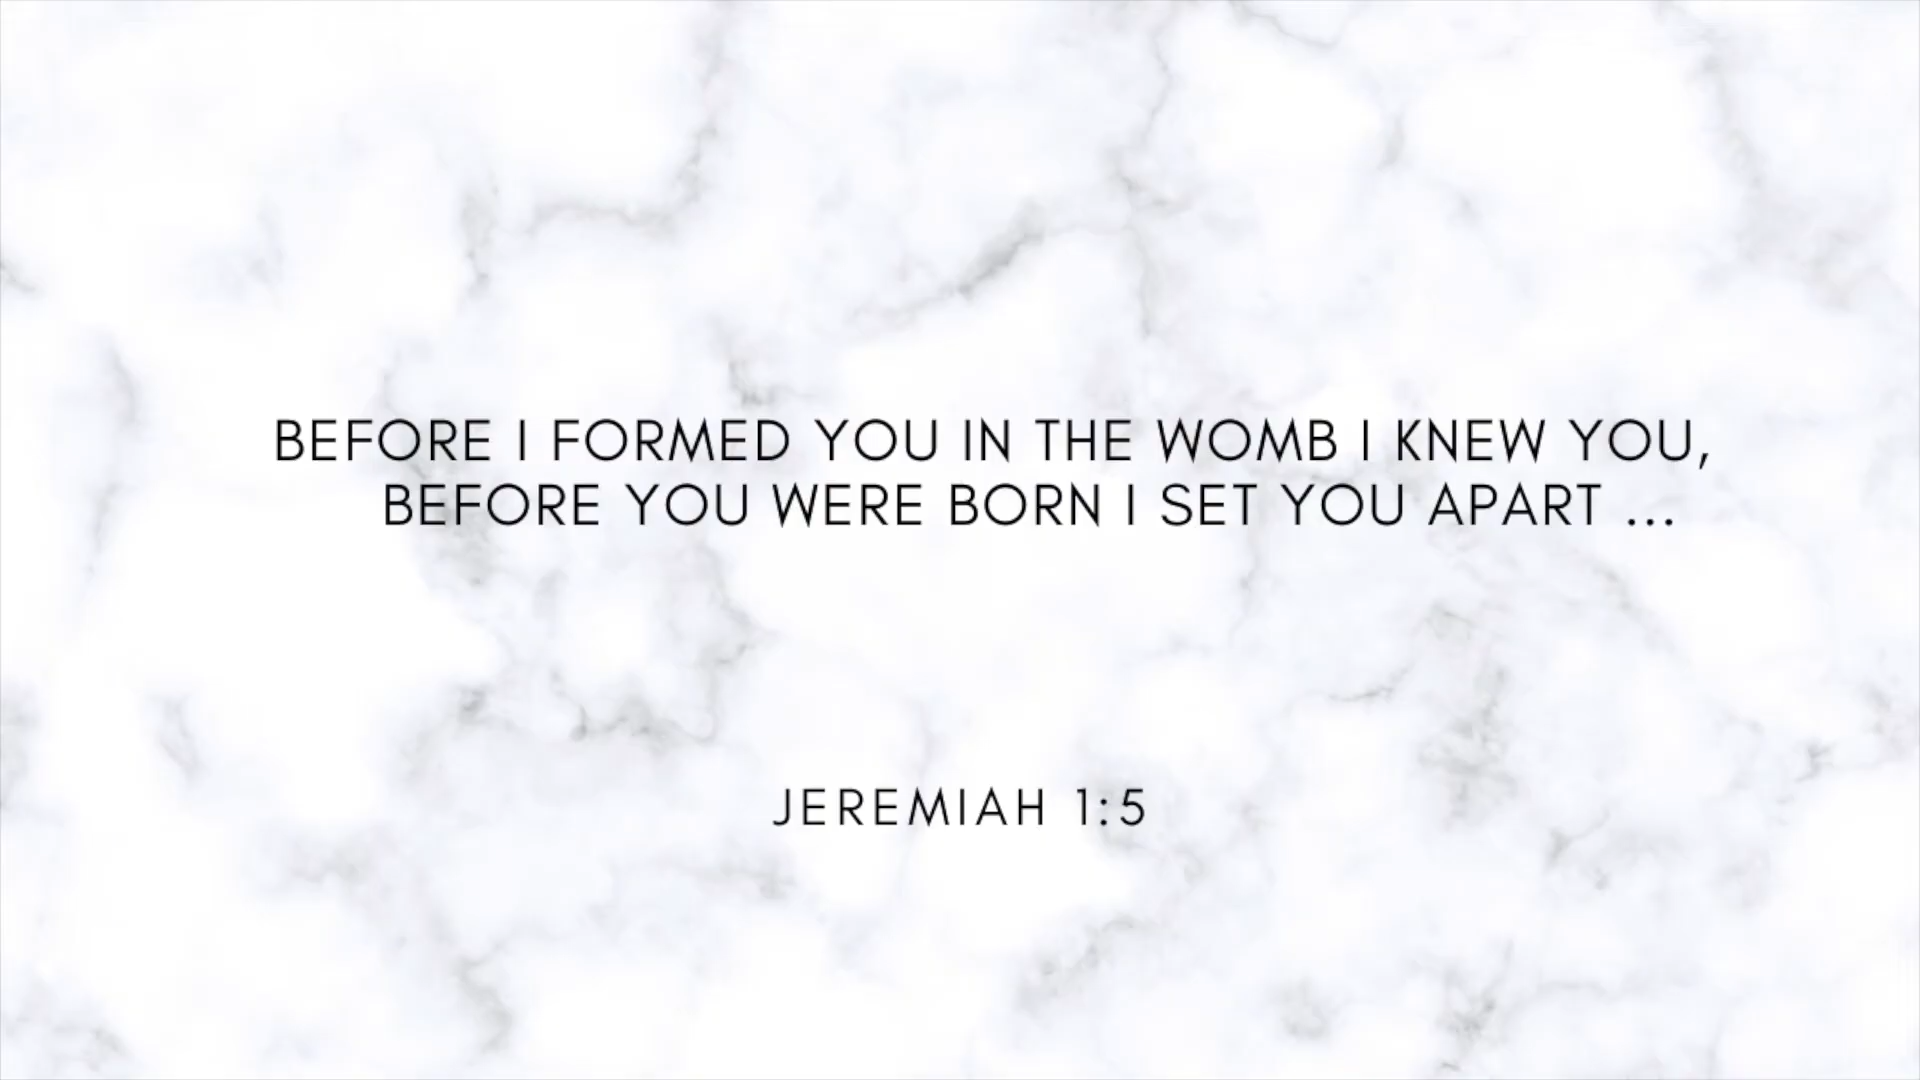 BEFORE I FORMED YOU IN THE WOMB I KNEW YOU,
BEFORE YOU WERE BORN I SET YOU APART ...
JEREMIAH 1:5